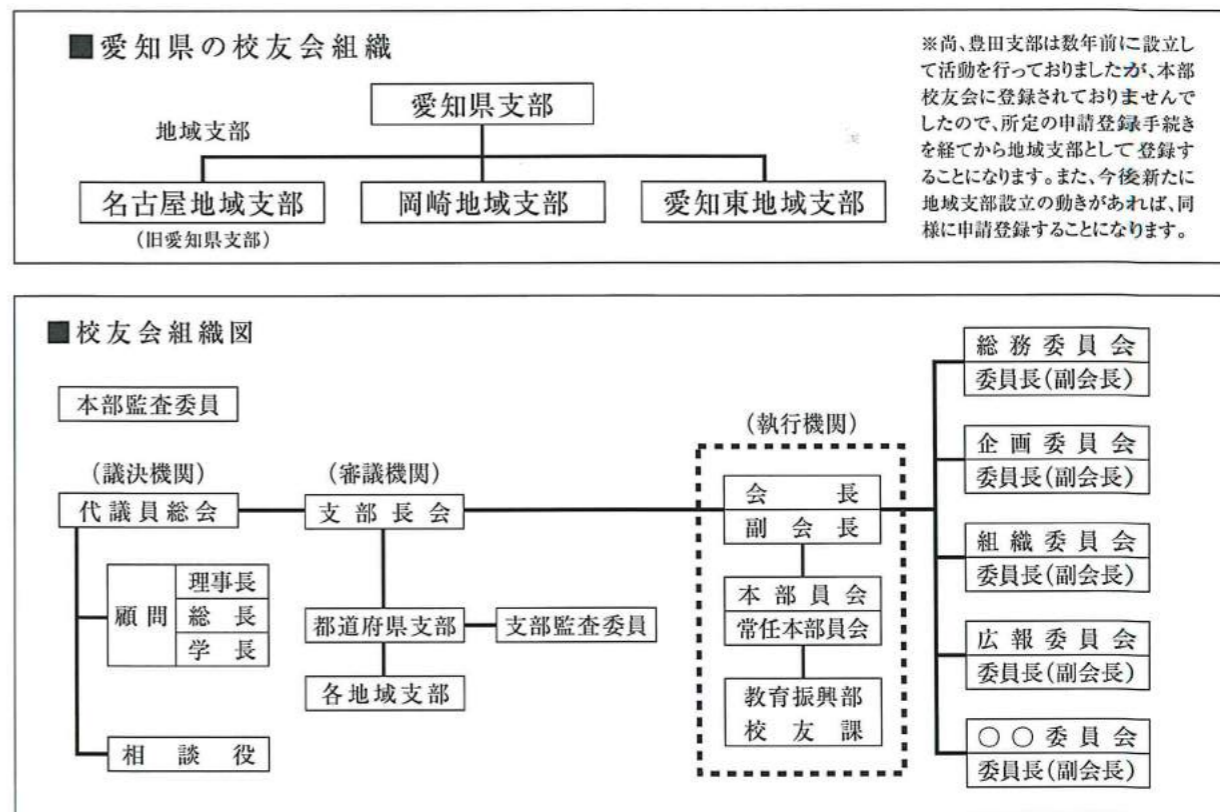 ■愛知県の校友会組織
愛知県支部
地域支部
名古屋地域支部
(旧愛知県支部)
岡崎地域支部
愛知東地域支部
※尚、豊田支部は数年前に設立し
て活動を行っておりましたが、本部
校友会に登録されておりませんで
したので、所定の申請登録手続き
を経てから地域支部として登録す
ることになります。また、今後新たに
地域支部設立の動きがあれば、同
様に申請登録することになります。
■校友会組織図
本部監査委員
(議決機関)
代議員総会
顧問
理事長
総長
学長
相談役
(審議機関)
支部長会
都道府県支部
支部監査委員
各地域支部
(執行機関)
会長
副会長
本部員会
常任本部員会
教育振興部
校友課
総務委員会
委員長(副会長)
企画委員会
委員長(副会長)
組織委員会
委員長(副会長)
広報委員会
委員長(副会長)
○○委員会
委員長(副会長)